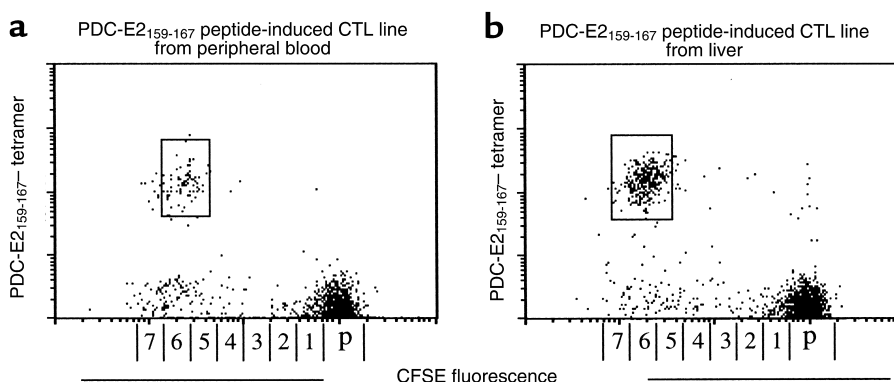 a
PDC-E2159-167 peptide-induced CTL line
from peripheral blood
PDC-E2159-167– tetramer
7 6 5 4 3 2 1 p
b
PDC-E2159-167 peptide-induced CTL line
from liver
PDC-E2159-167– tetramer
7 6 5 4 3 2 1 p
CFSE fluorescence